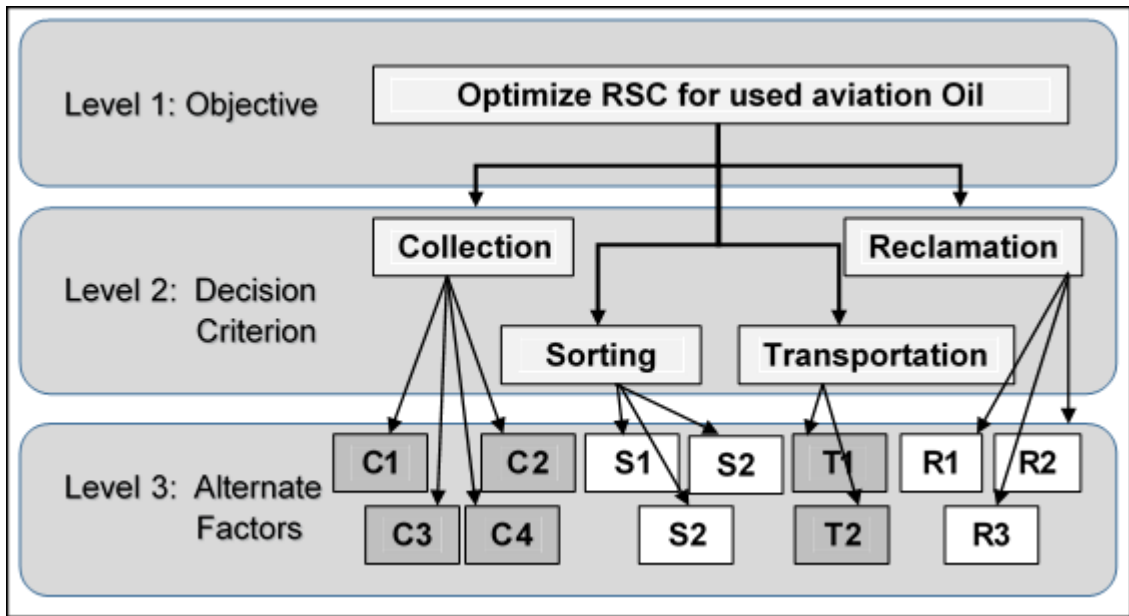 Level 1: Objective
Optimize RSC for used aviation Oil
Collection
Reclamation
Level 2: Decision
Criterion
Sorting
Transportation
C1
C2
S1
S2
T1
R1
R2
Level 3: Alternate
Factors
C3
C4
S2
T2
R3